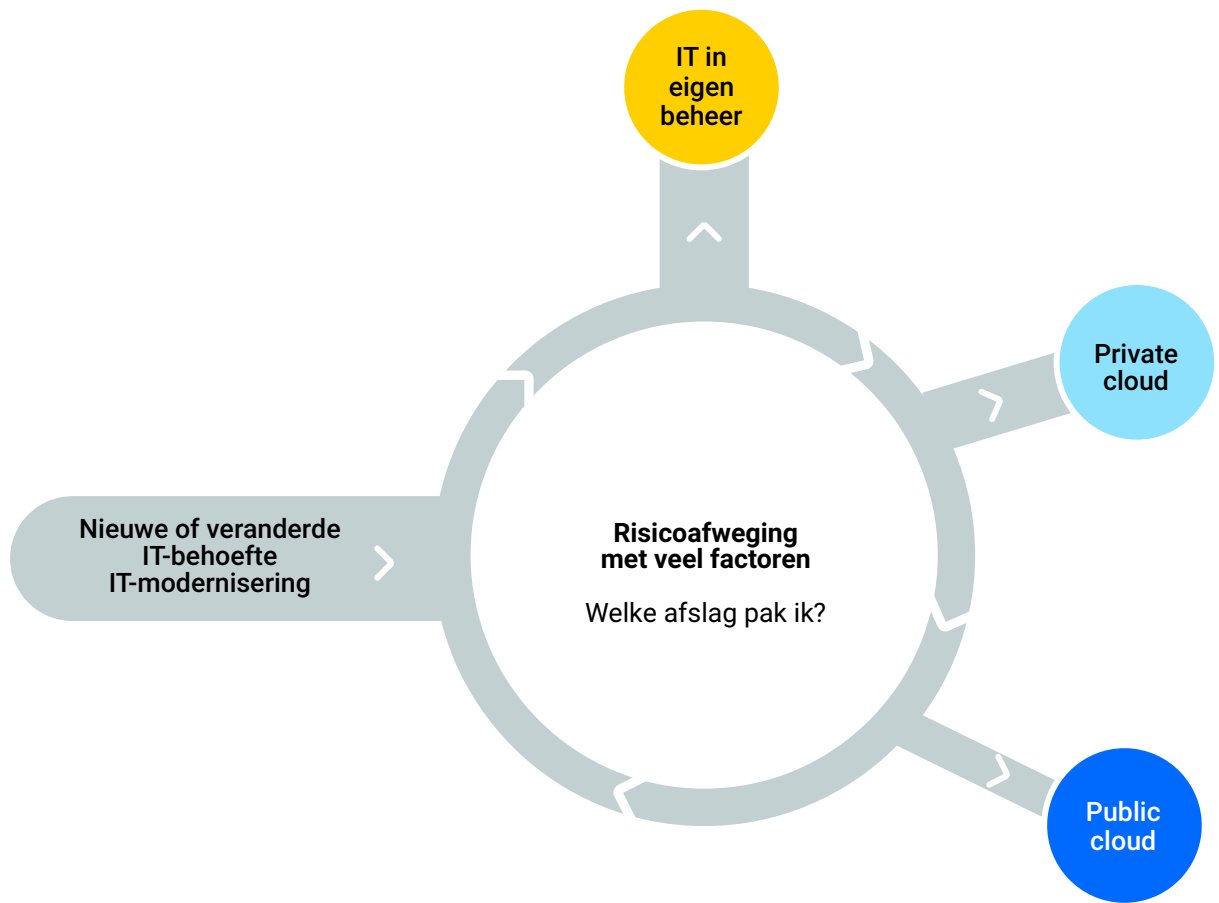 IT in
eigen
beheer
Private
cloud
Nieuwe of veranderde
IT-behoefte
IT-modernisering
Risicoafweging
met veel factoren
Welke afslag pak ik?
Public
cloud